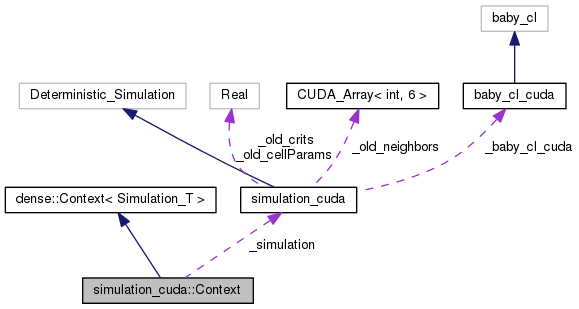 baby_cl
Deterministic_Simulation
Real
CUDA_Array< int, 6 >
baby_cl_cuda
_old_crits
_old_cellParams
_old_neighbors
_baby_cl_cuda
dense::Context< Simulation_T >
simulation_cuda
_simulation
simulation_cuda::Context